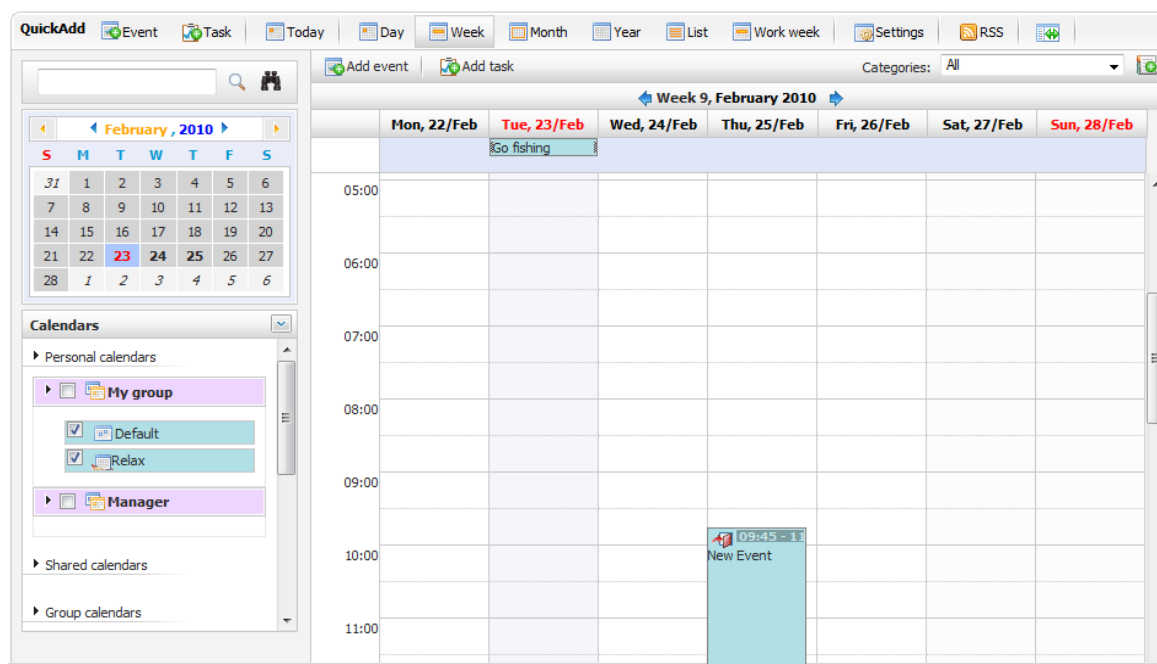 QuickAdd Event Task Today Day Week Month Year List Work week Settings RSS
Add event Add task Categories: All
Week 9, February 2010
February , 2010
S M T W T F S
31 1 2 3 4 5 6
7 8 9 10 11 12 13
14 15 16 17 18 19 20
21 22 23 24 25 26 27
28 1 2 3 4 5 6
Calendars
Personal calendars
My group
Default
Relax
Manager
Shared calendars
Group calendars
Mon, 22/Feb Tue, 23/Feb Wed, 24/Feb Thu, 25/Feb Fri, 26/Feb Sat, 27/Feb Sun, 28/Feb
Go fishing
05:00
06:00
07:00
08:00
09:00
09:45 - 11
10:00 New Event
11:00